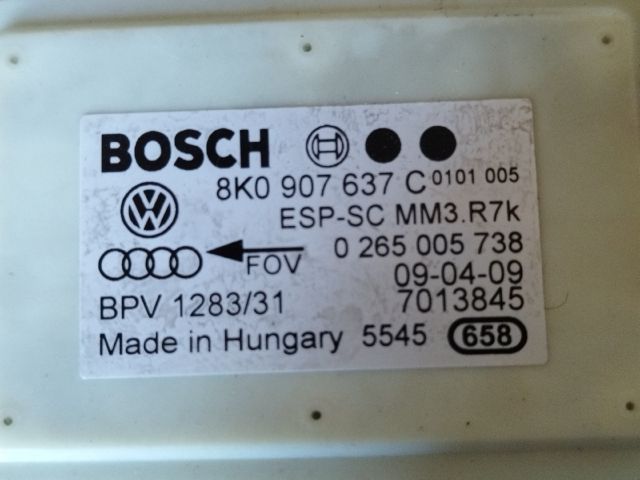 BOSCH
8K0 907 637 C 0101 005
ESP-SC MM3.R7k
FOV 0 265 005 738
09-04-09
BPV 1283/31 7013845
Made in Hungary 5545 658